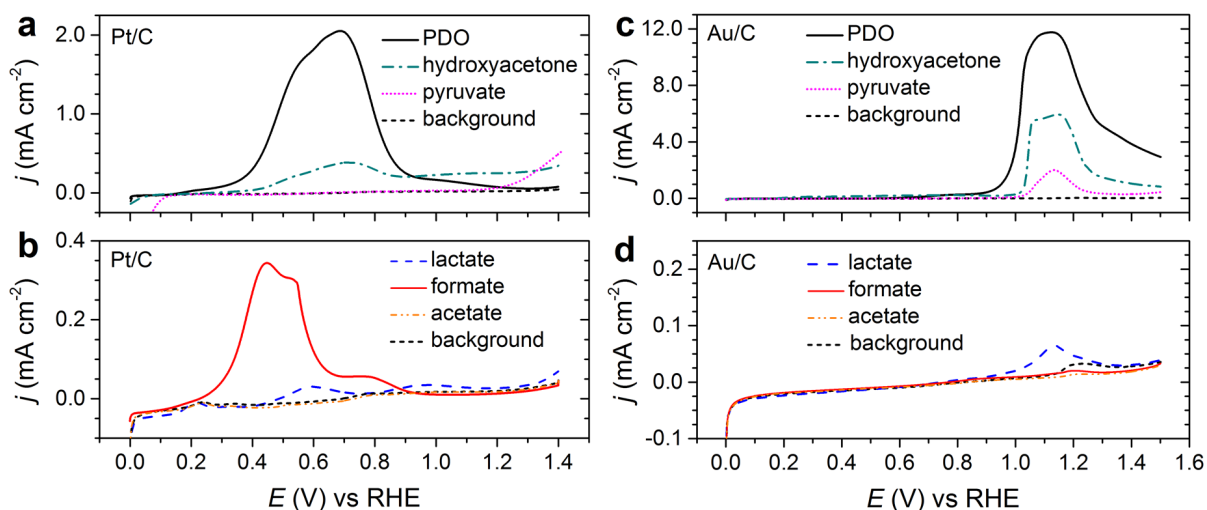 a
Pt/C
PDO
hydroxyacetone
pyruvate
background
j (mA cm-2)
2.0
1.0
0.0
b
Pt/C
lactate
formate
acetate
background
j (mA cm-2)
0.4
0.2
0.0
0.0 0.2 0.4 0.6 0.8 1.0 1.2 1.4
E (V) vs RHE
c
Au/C
PDO
hydroxyacetone
pyruvate
background
j (mA cm-2)
12.0
9.0
6.0
3.0
0.0
d
Au/C
lactate
formate
acetate
background
j (mA cm-2)
0.2
0.1
0.0
-0.1
0.0 0.2 0.4 0.6 0.8 1.0 1.2 1.4 1.6
E (V) vs RHE